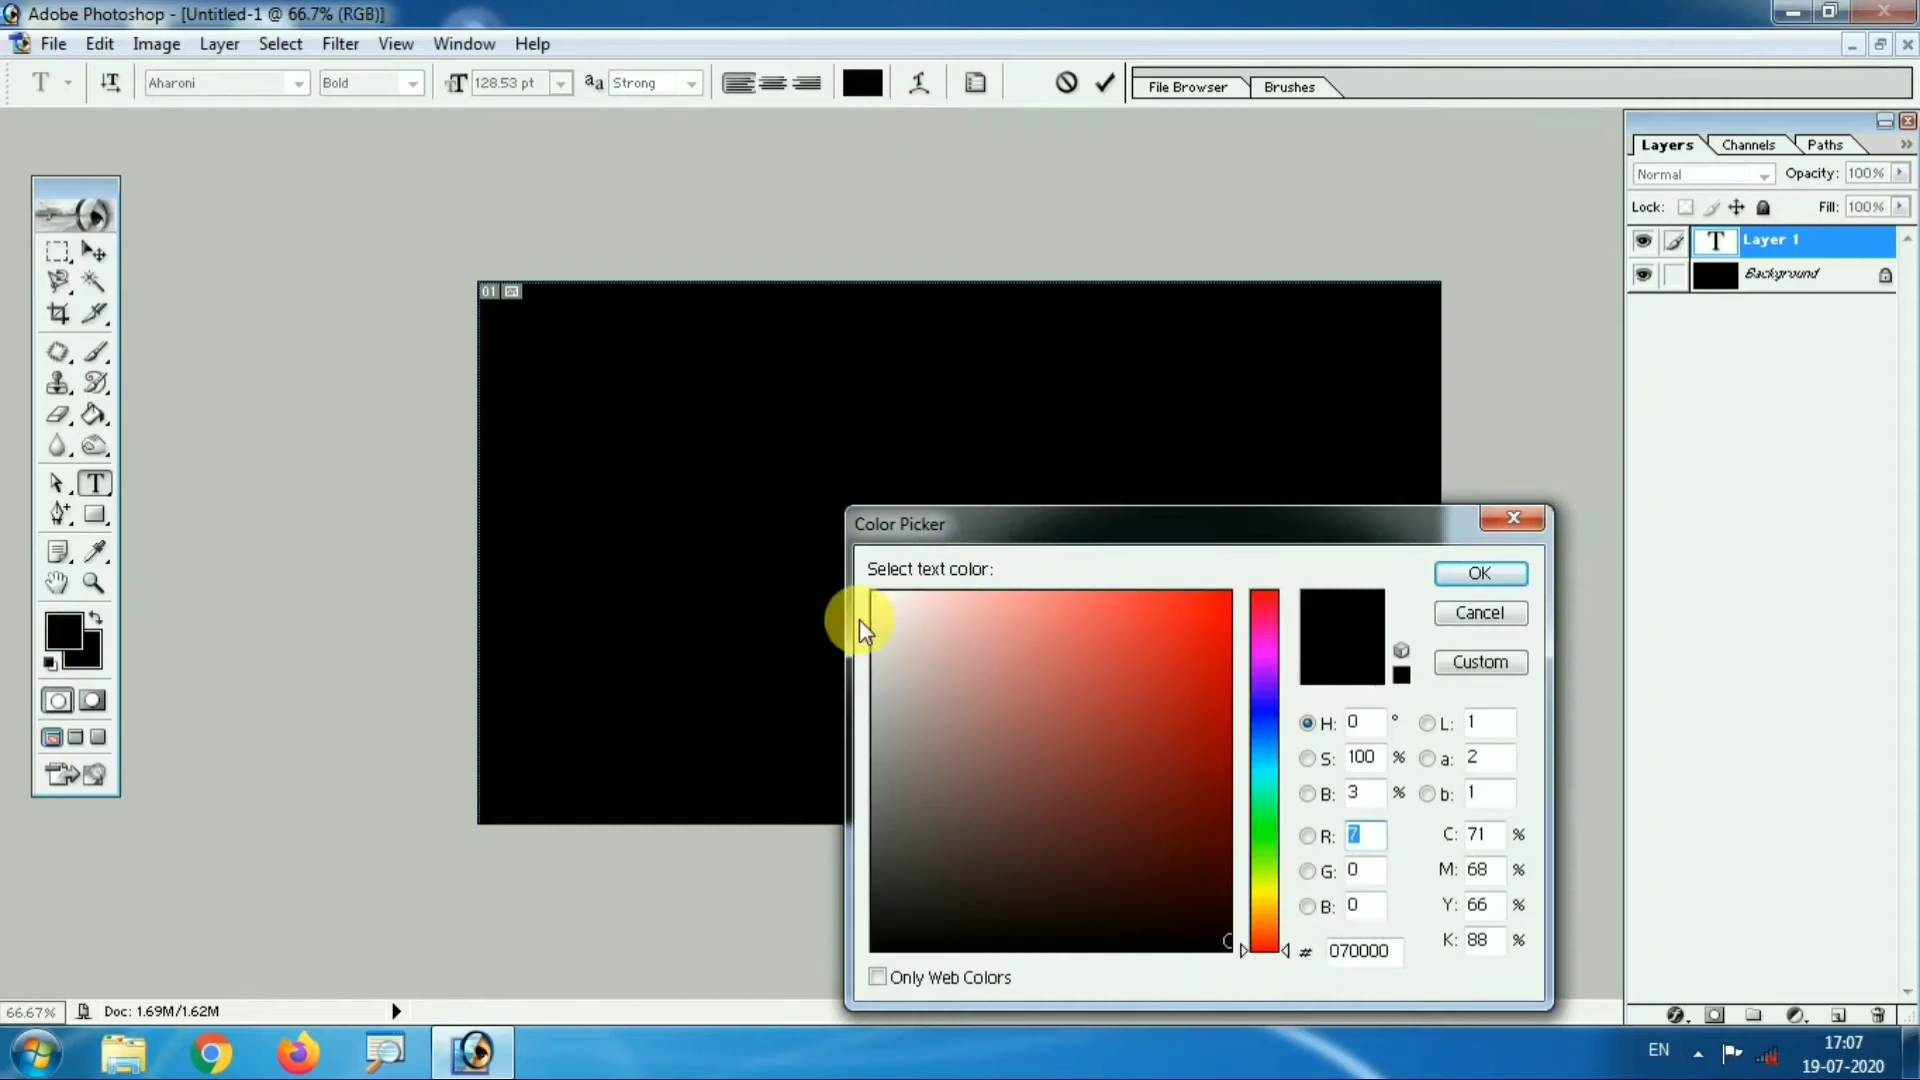 Adobe Photoshop - [Untitled-1 @ 66.7% (RGB)]
File Edit Image Layer Select Filter View Window Help
T Aharoni Bold T 128.53 pt aa Strong File Browser Brushes
Layers Channels Paths
Normal Opacity: 100%
Lock: Fill: 100%
T Layer 1
Background
01
T
Color Picker
Select text color:
OK
Cancel
Custom
H: 0 ° L: 1
S: 100 % a: 2
B: 3 % b: 1
R: 7 C: 71 %
G: 0 M: 68 %
B: 0 Y: 66 %
# 070000 K: 88 %
Only Web Colors
66.67% Doc: 1.69M/1.62M
EN 17:07
19-07-2020